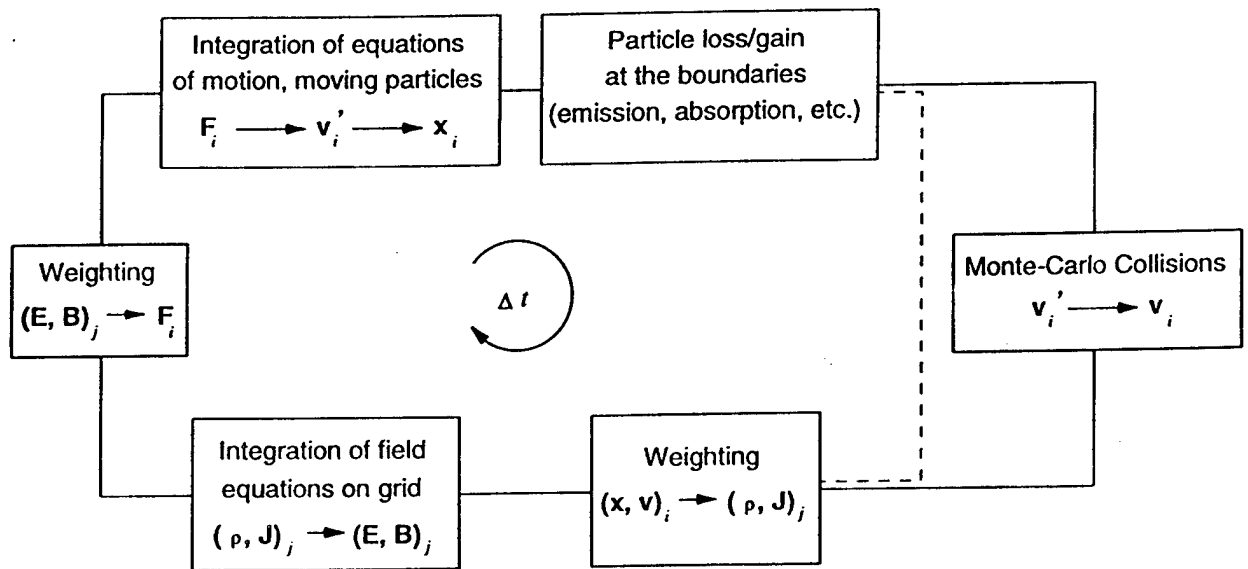 Integration of equations
of motion, moving particles
F_i ⟶ v_i' ⟶ x_i
Particle loss/gain
at the boundaries
(emission, absorption, etc.)
Monte-Carlo Collisions
v_i' ⟶ v_i
Weighting
(E, B)_j → F_i
Δt
Integration of field
equations on grid
(ρ, J)_j → (E, B)_j
Weighting
(x, v)_i → (ρ, J)_j